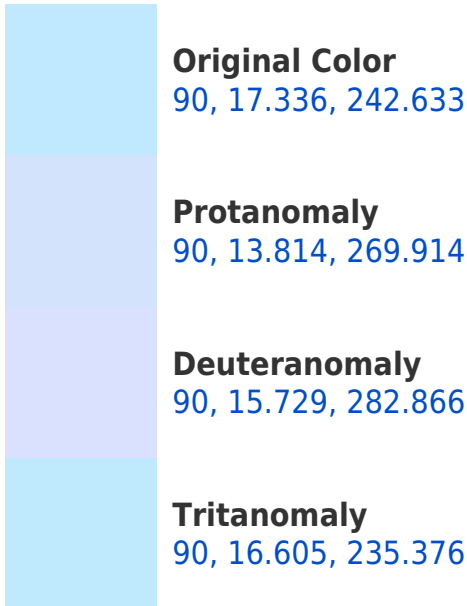 Original Color
90, 17.336, 242.633
Protanomaly
90, 13.814, 269.914
Deuteranomaly
90, 15.729, 282.866
Tritanomaly
90, 16.605, 235.376